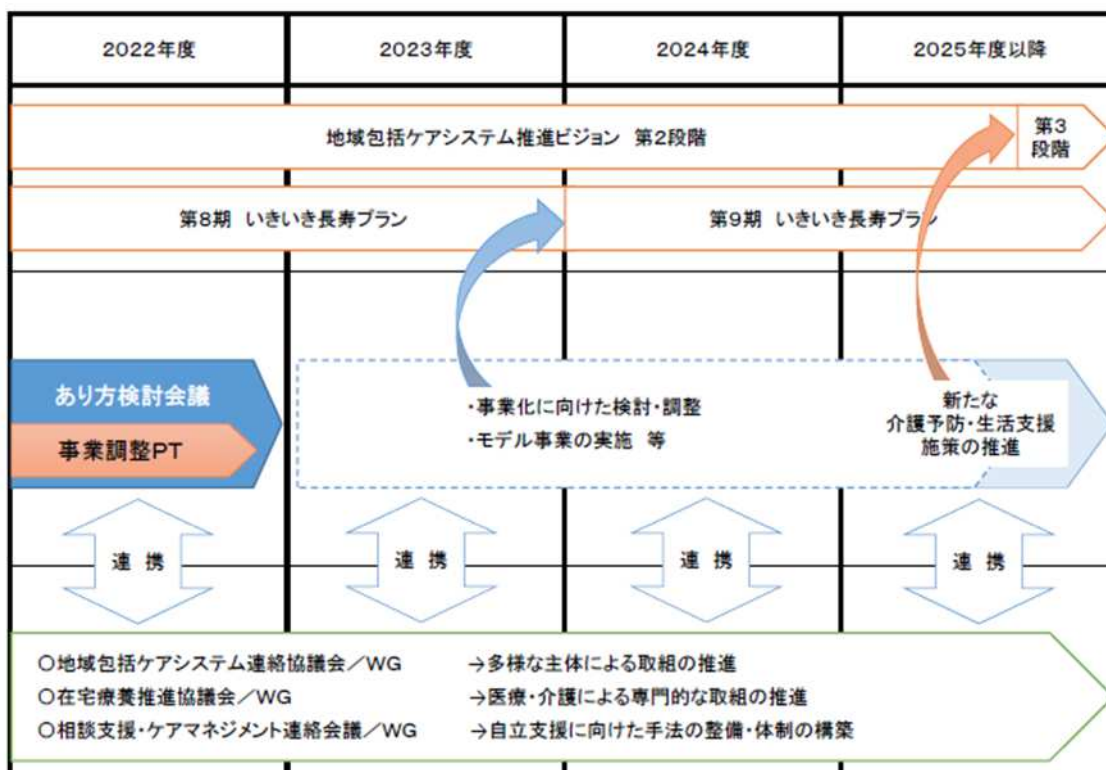 2022年度
2023年度
2024年度
2025年度以降
地域包括ケアシステム推進ビジョン 第2段階
第3
段階
第8期 いきいき長寿プラン
第9期 いきいき長寿プラン
あり方検討会議
事業調整PT
・事業化に向けた検討・調整
・モデル事業の実施 等
新たな
介護予防・生活支援
施策の推進
連 携
連 携
連 携
連 携
○地域包括ケアシステム連絡協議会／WG →多様な主体による取組の推進
○在宅療養推進協議会／WG →医療・介護による専門的な取組の推進
○相談支援・ケアマネジメント連絡会議／WG →自立支援に向けた手法の整備・体制の構築